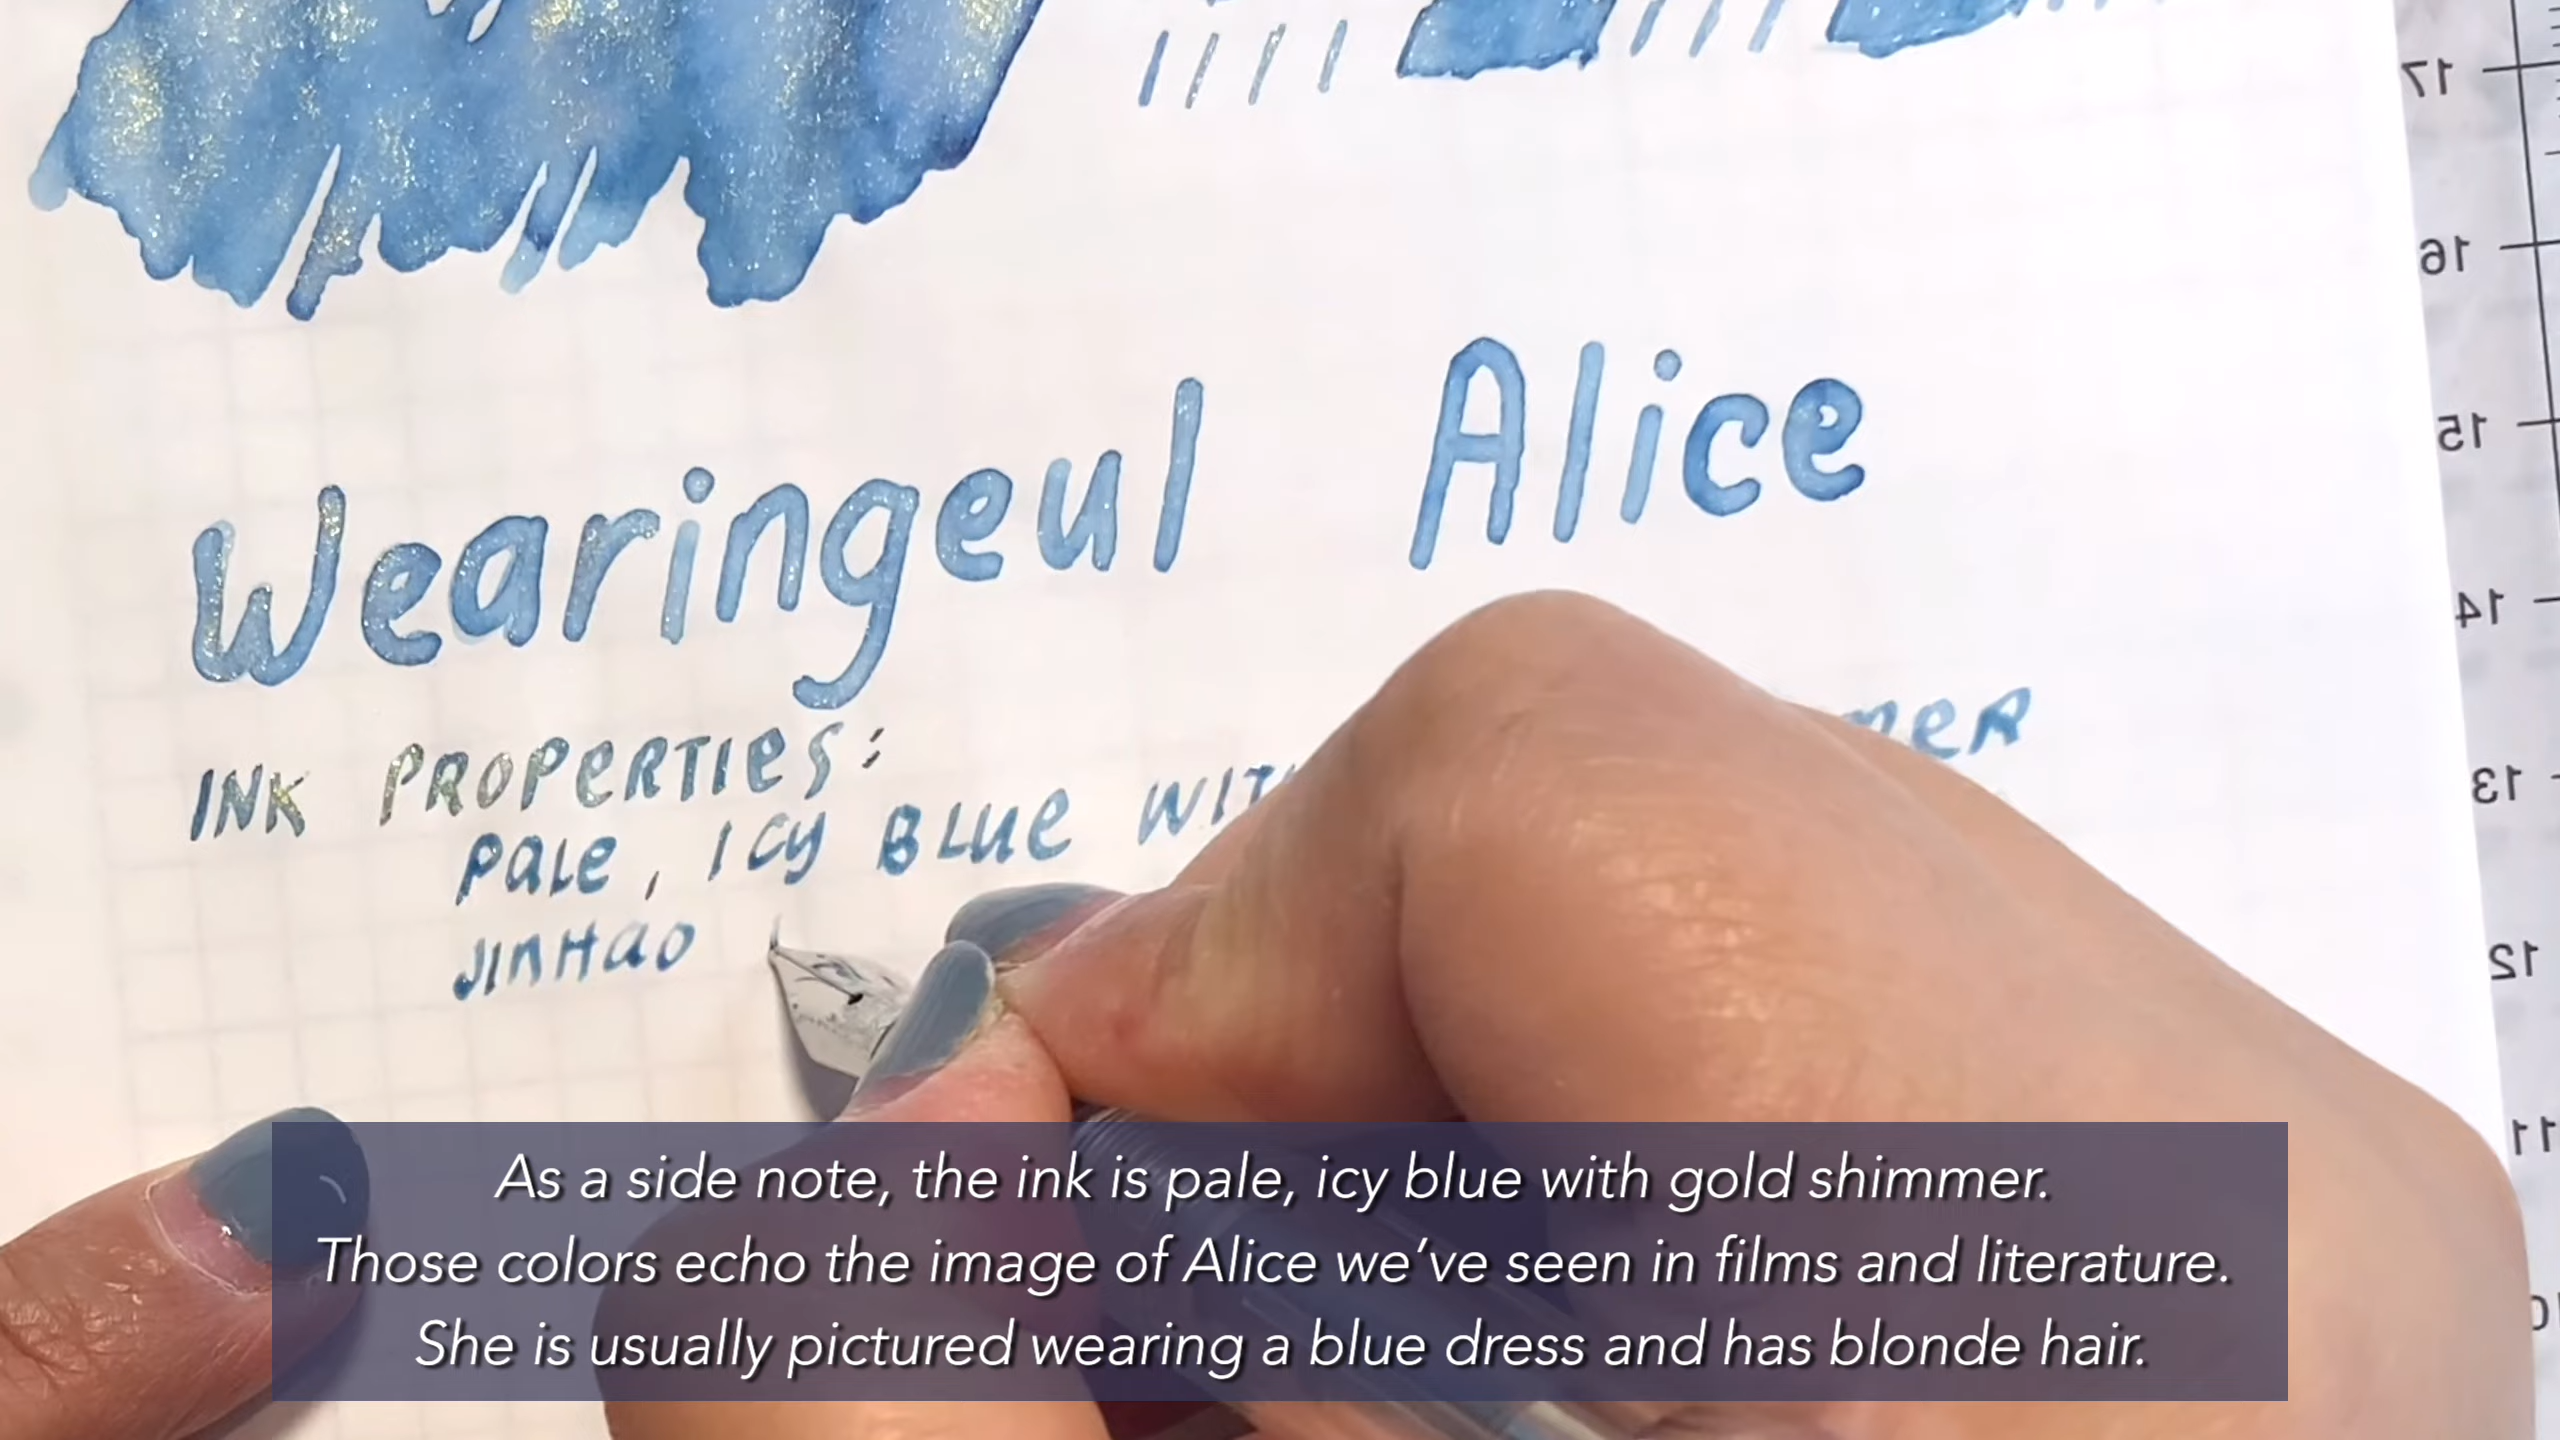 17
16
15
14
13
12
11
Wearingeul Alice
INK PROPERTIES:
PALE, ICY BLUE
JINHAO
As a side note, the ink is pale, icy blue with gold shimmer.
Those colors echo the image of Alice we've seen in films and literature.
She is usually pictured wearing a blue dress and has blonde hair.